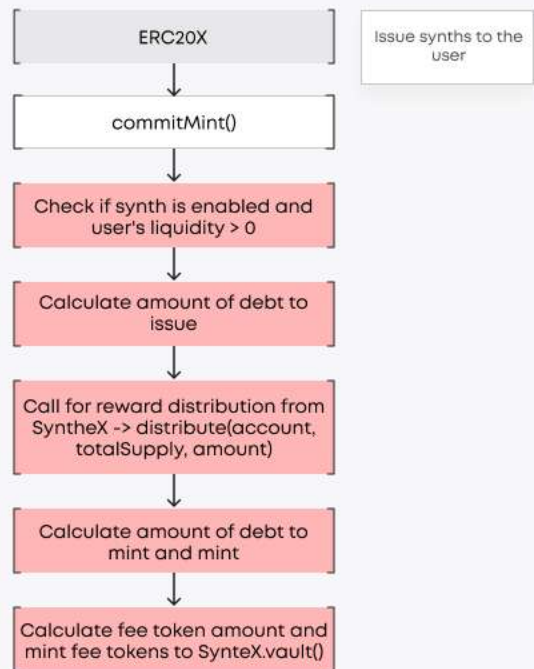 ERC20X
Issue synths to the
user
commitMint()
Check if synth is enabled and
user's liquidity > 0
Calculate amount of debt to
issue
Call for reward distribution from
SyntheX -> distribute(account,
totalSupply, amount)
Calculate amount of debt to
mint and mint
Calculate fee token amount and
mint fee tokens to SynteX.vault()